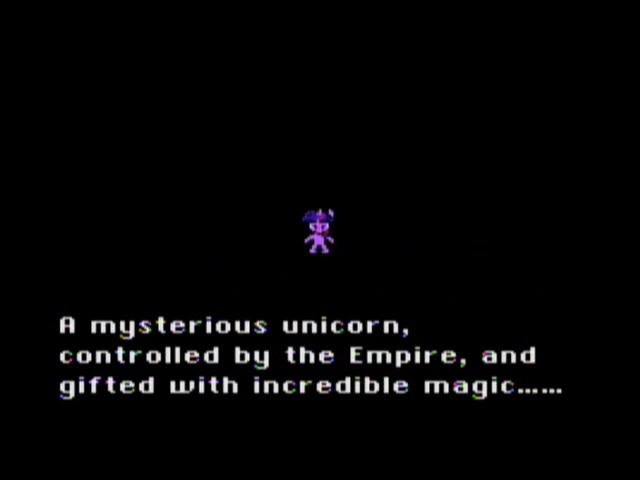 A mysterious unicorn,
controlled by the Empire, and
gifted with incredible magic……